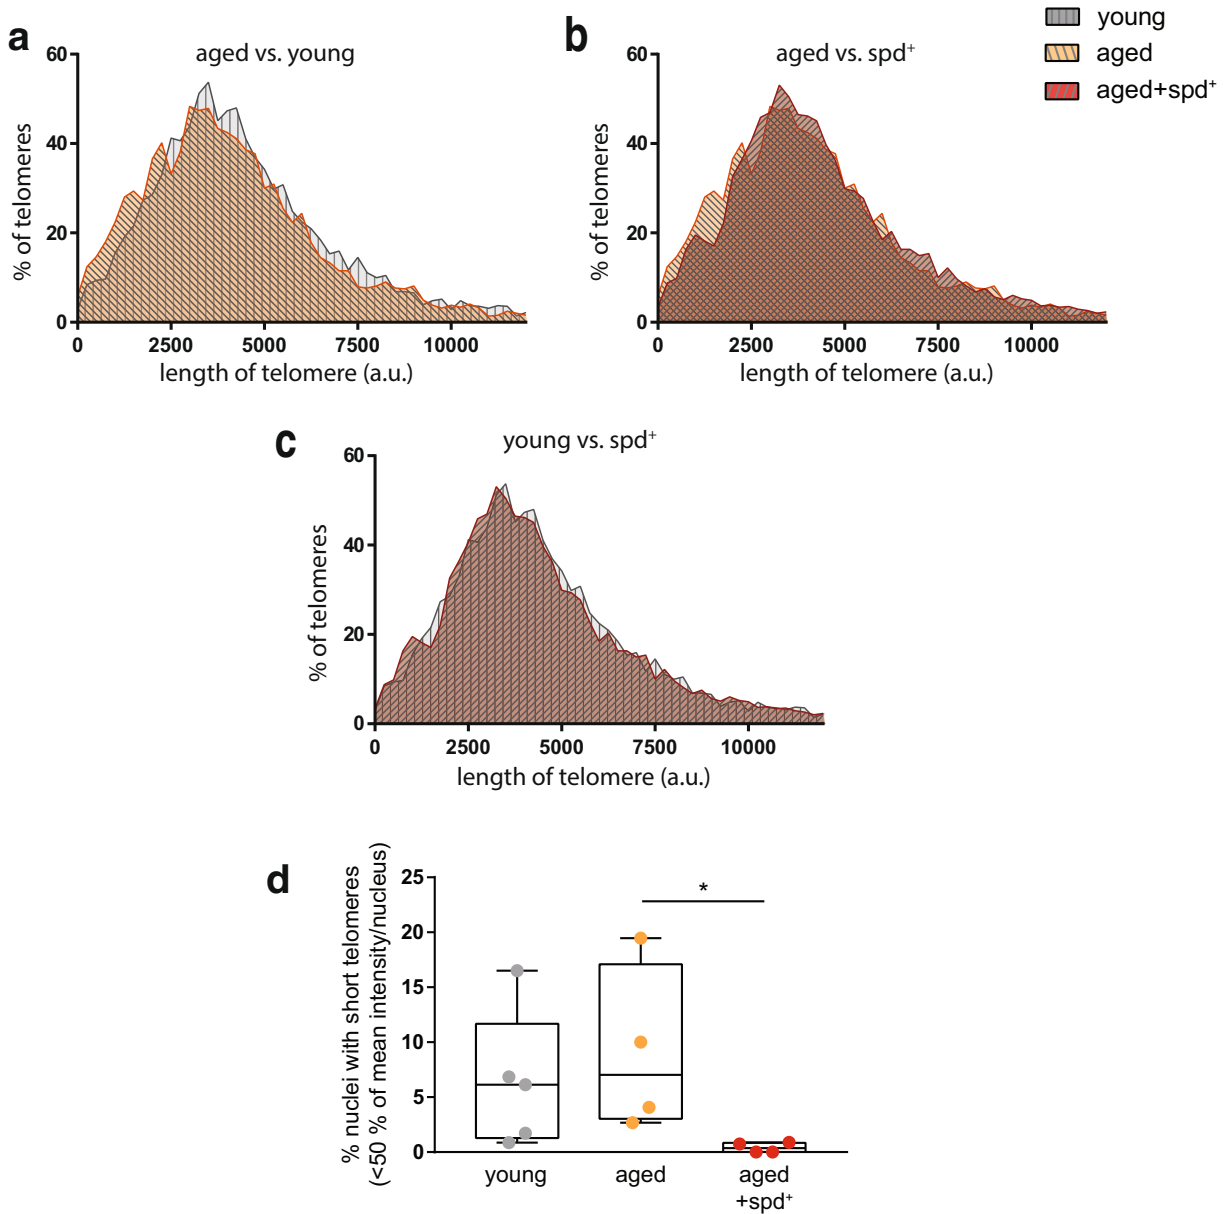 a
aged vs. young
% of telomeres
60
40
20
0
0 2500 5000 7500 10000
length of telomere (a.u.)
b
aged vs. spd⁺
% of telomeres
60
40
20
0
0 2500 5000 7500 10000
length of telomere (a.u.)
young
aged
aged+spd⁺
c
young vs. spd⁺
% of telomeres
60
40
20
0
0 2500 5000 7500 10000
length of telomere (a.u.)
d
% nuclei with short telomeres
(<50 % of mean intensity/nucleus)
25
20
15
10
5
0
*
young aged aged
+spd⁺